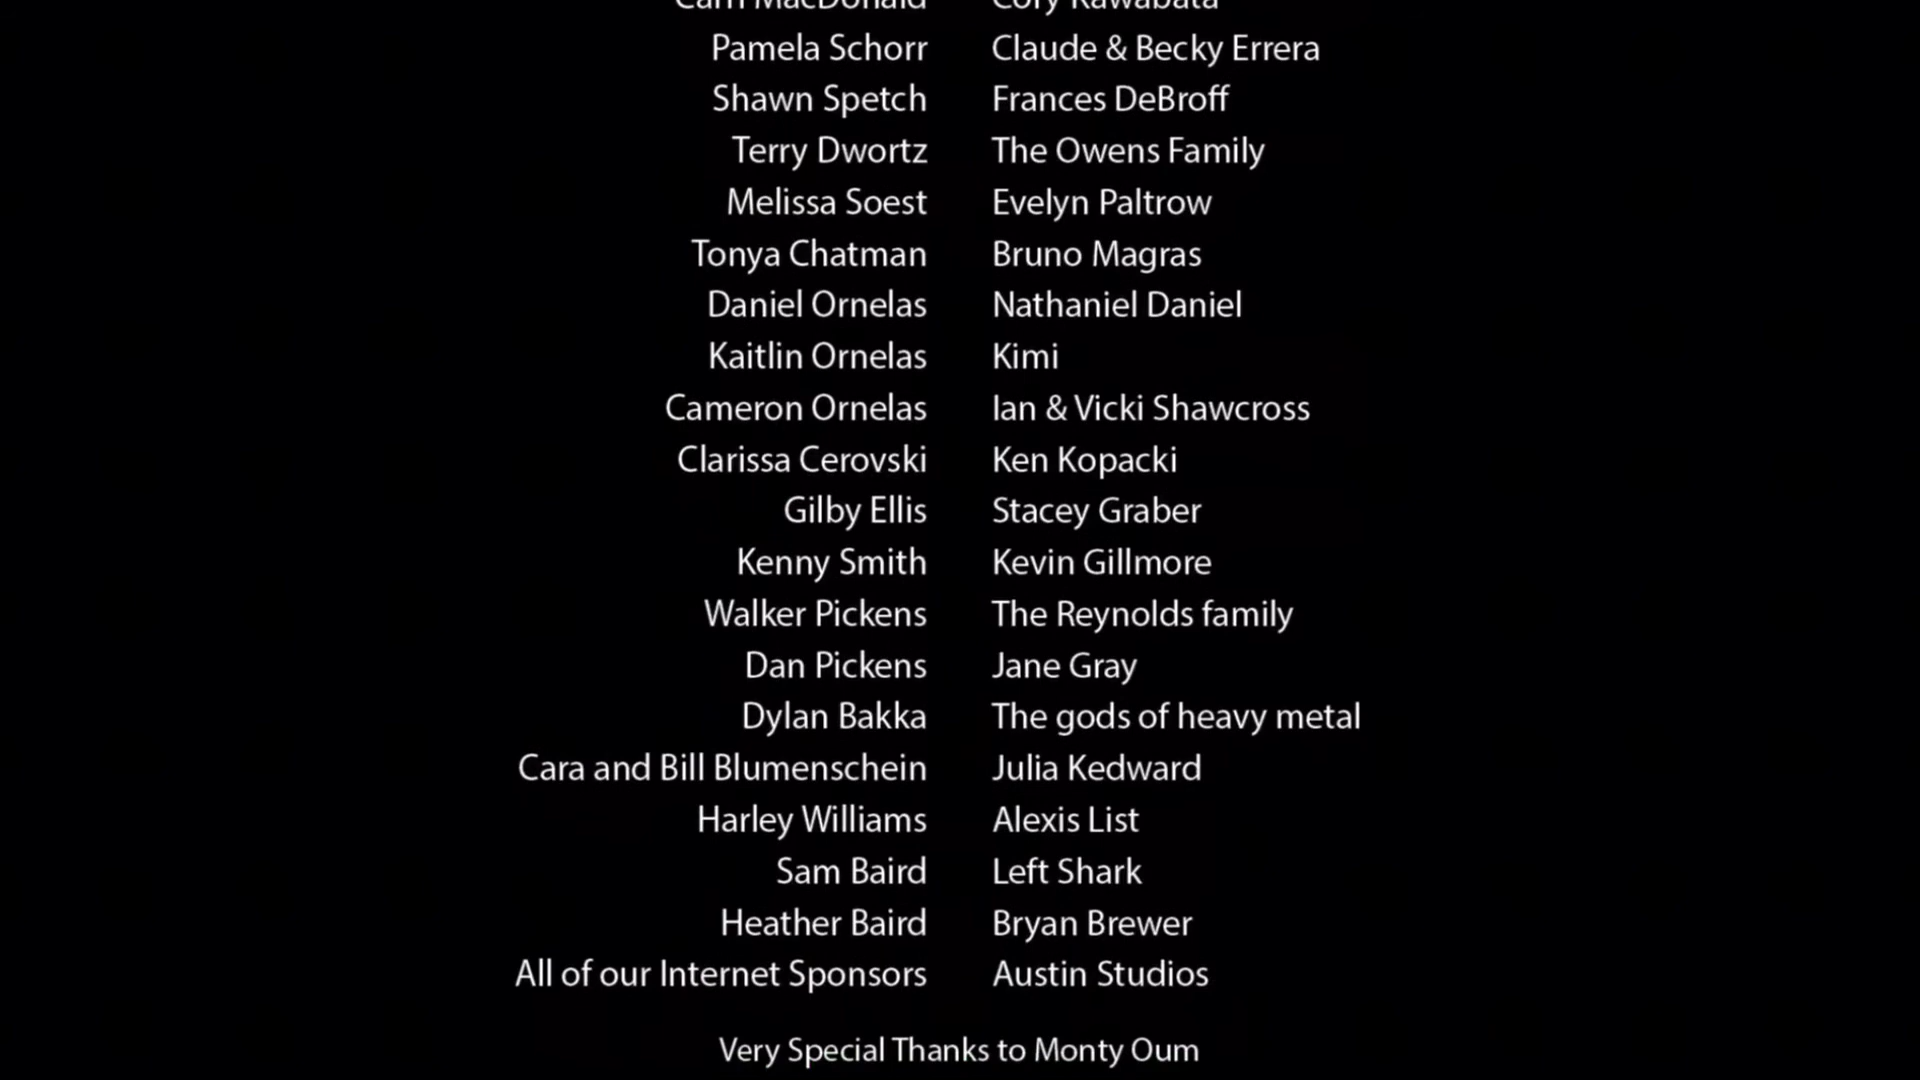 Pamela Schorr Claude & Becky Errera
Shawn Spetch Frances DeBroff
Terry Dwortz The Owens Family
Melissa Soest Evelyn Paltrow
Tonya Chatman Bruno Magras
Daniel Ornelas Nathaniel Daniel
Kaitlin Ornelas Kimi
Cameron Ornelas Ian & Vicki Shawcross
Clarissa Cerovski Ken Kopacki
Gilby Ellis Stacey Graber
Kenny Smith Kevin Gillmore
Walker Pickens The Reynolds family
Dan Pickens Jane Gray
Dylan Bakka The gods of heavy metal
Cara and Bill Blumenschein Julia Kedward
Harley Williams Alexis List
Sam Baird Left Shark
Heather Baird Bryan Brewer
All of our Internet Sponsors Austin Studios
Very Special Thanks to Monty Oum